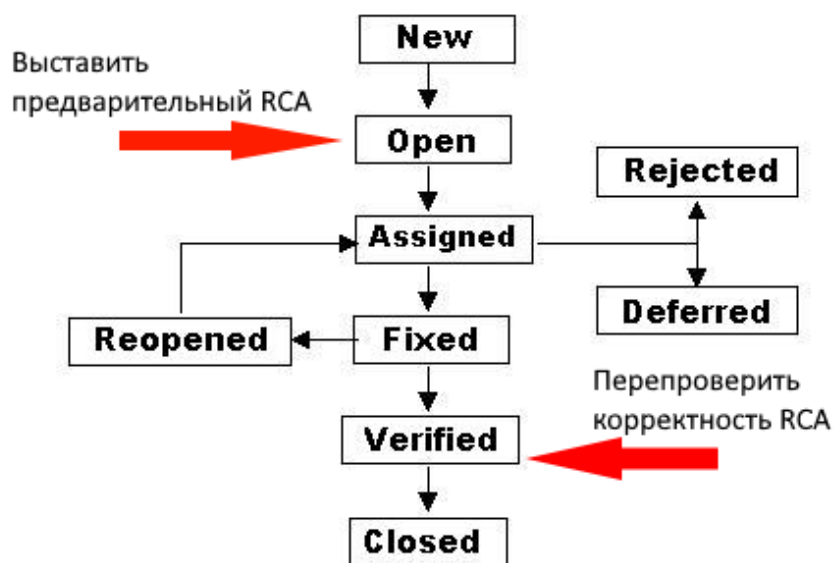 New
Выставить
предварительный RCA
Open
Rejected
Assigned
Deferred
Reopened
Fixed
Перепроверить
корректность RCA
Verified
Closed